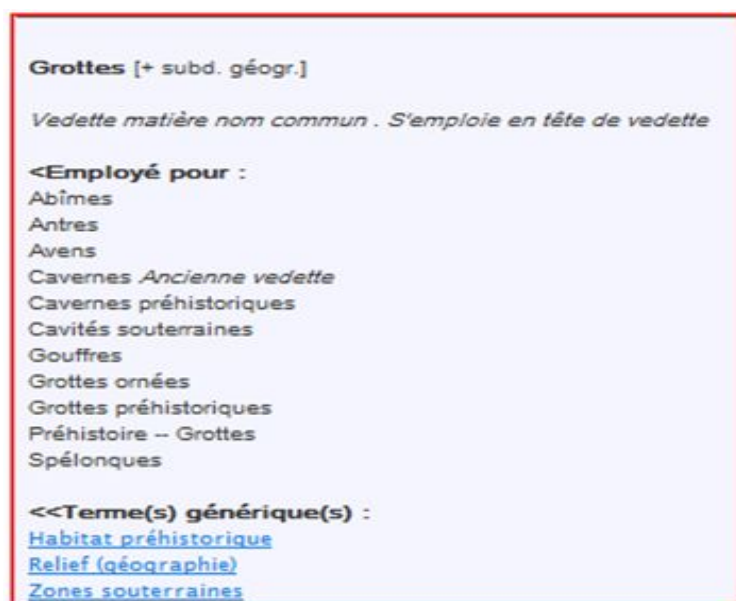 Grottes [+ subd. géogr.]
Vedette matière nom commun . S'emploie en tête de vedette
<Employé pour :
Abîmes
Antres
Avens
Cavernes Ancienne vedette
Cavernes préhistoriques
Cavités souterraines
Gouffres
Grottes ornées
Grottes préhistoriques
Préhistoire -- Grottes
Spélonques
<<Terme(s) générique(s) :
Habitat préhistorique
Relief (géographie)
Zones souterraines